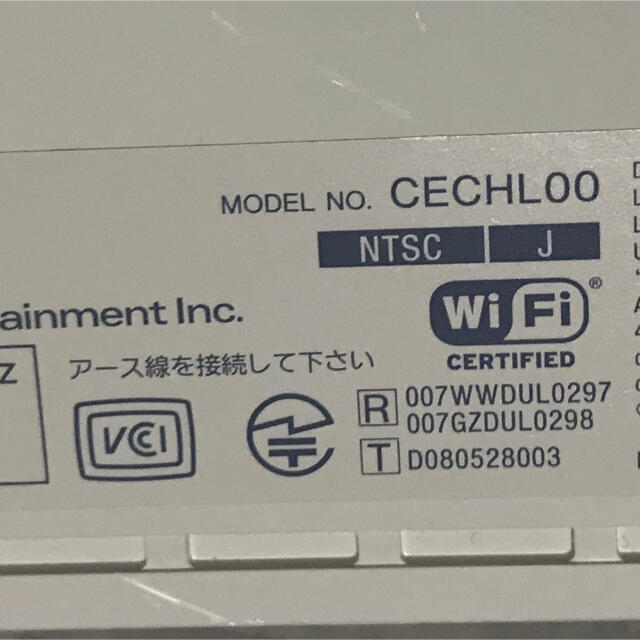 MODEL NO. CECHL00
NTSC J
ainment Inc.
Wi Fi ®
CERTIFIED
Z
アース線を接続して下さい
VCCI
R 007WWDUL0297
007GZDUL0298
T D080528003